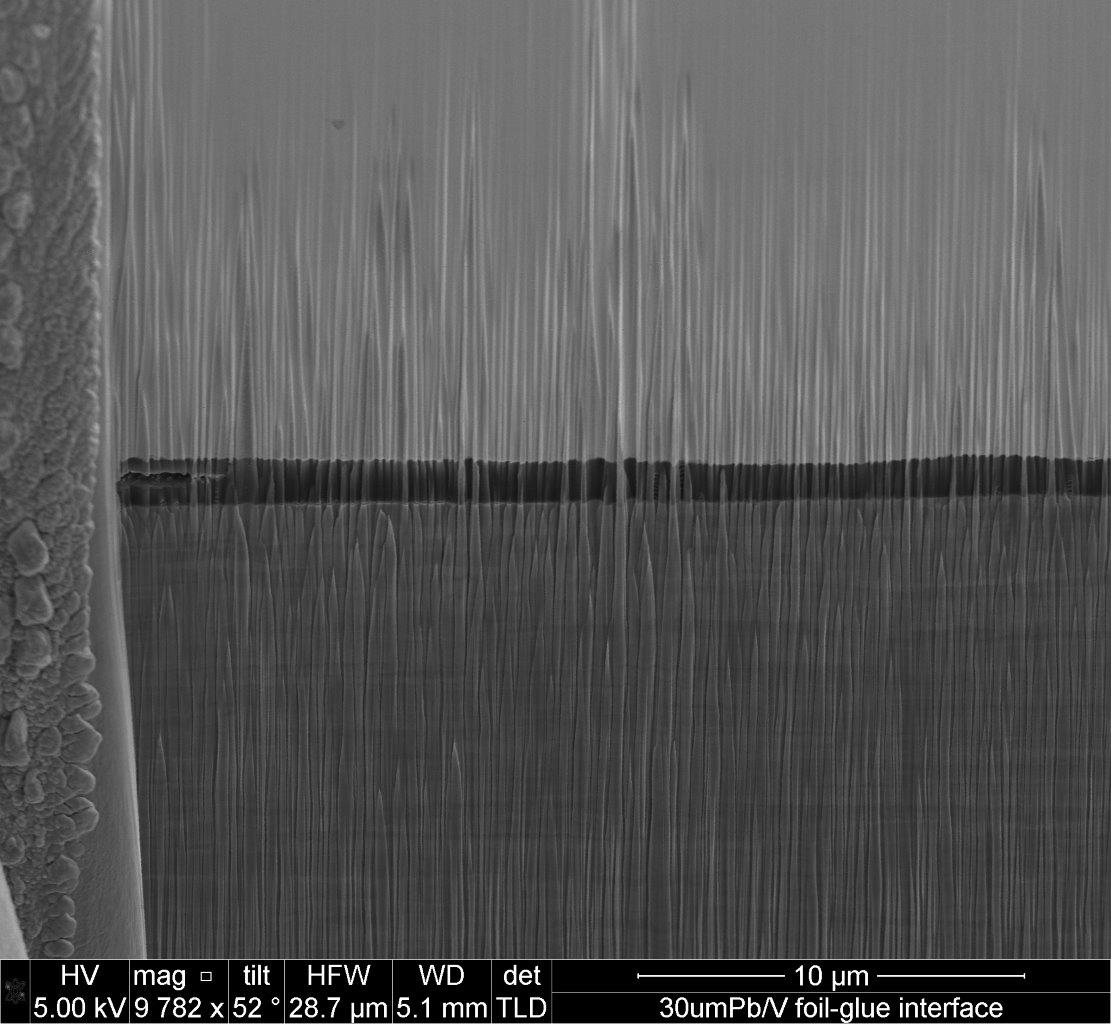 HV mag □ tilt HFW WD det 10 µm
5.00 kV 9 782 x 52 ° 28.7 µm 5.1 mm TLD 30umPb/V foil-glue interface